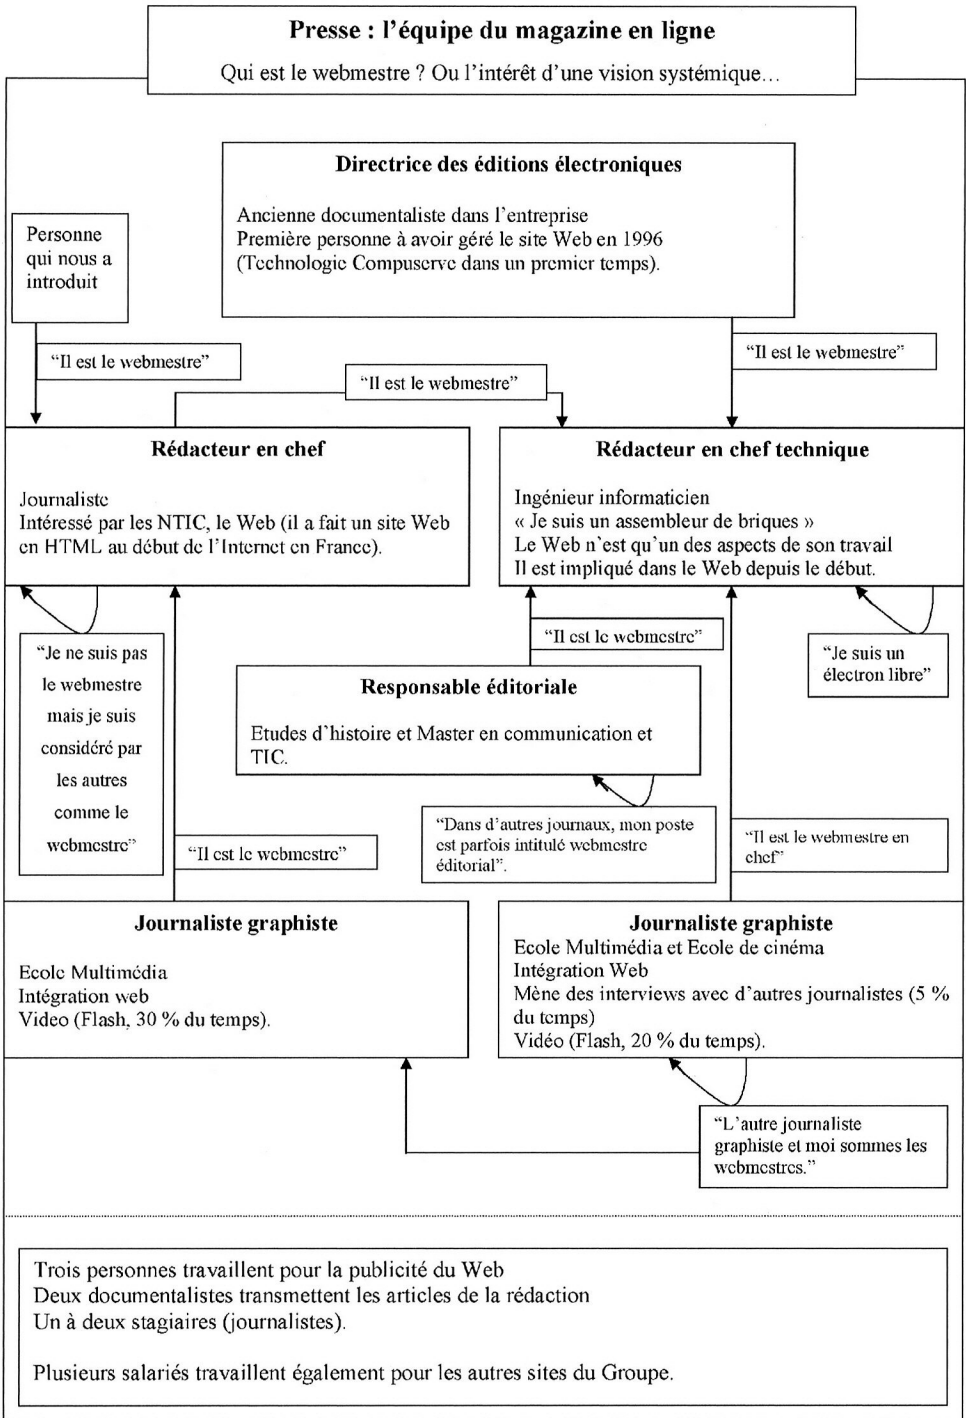 Presse : l’équipe du magazine en ligne
Qui est le webmestre ? Ou l’intérêt d’une vision systémique…
Directrice des éditions électroniques
Ancienne documentaliste dans l’entreprise
Première personne à avoir géré le site Web en 1996
(Technologie Compuserve dans un premier temps).
Personne
qui nous a
introduit
“Il est le webmestre”
“Il est le webmestre”
“Il est le webmestre”
Rédacteur en chef
Journaliste
Intéressé par les NTIC, le Web (il a fait un site Web
en HTML au début de l’Internet en France).
Rédacteur en chef technique
Ingénieur informaticien
« Je suis un assembleur de briques »
Le Web n’est qu’un des aspects de son travail
Il est impliqué dans le Web depuis le début.
“Je ne suis pas
le webmestre
mais je suis
considéré par
les autres
comme le
webmestre”
“Il est le webmestre”
“Je suis un
électron libre”
Responsable éditoriale
Etudes d’histoire et Master en communication et
TIC.
“Dans d’autres journaux, mon poste
est parfois intitulé webmestre
éditorial”.
“Il est le webmestre”
“Il est le webmestre en
chef”
Journaliste graphiste
Ecole Multimédia
Intégration web
Video (Flash, 30 % du temps).
Journaliste graphiste
Ecole Multimédia et Ecole de cinéma
Intégration Web
Mène des interviews avec d’autres journalistes (5 %
du temps)
Vidéo (Flash, 20 % du temps).
“L’autre journaliste
graphiste et moi sommes les
webmestres.”
Trois personnes travaillent pour la publicité du Web
Deux documentalistes transmettent les articles de la rédaction
Un à deux stagiaires (journalistes).
Plusieurs salariés travaillent également pour les autres sites du Groupe.